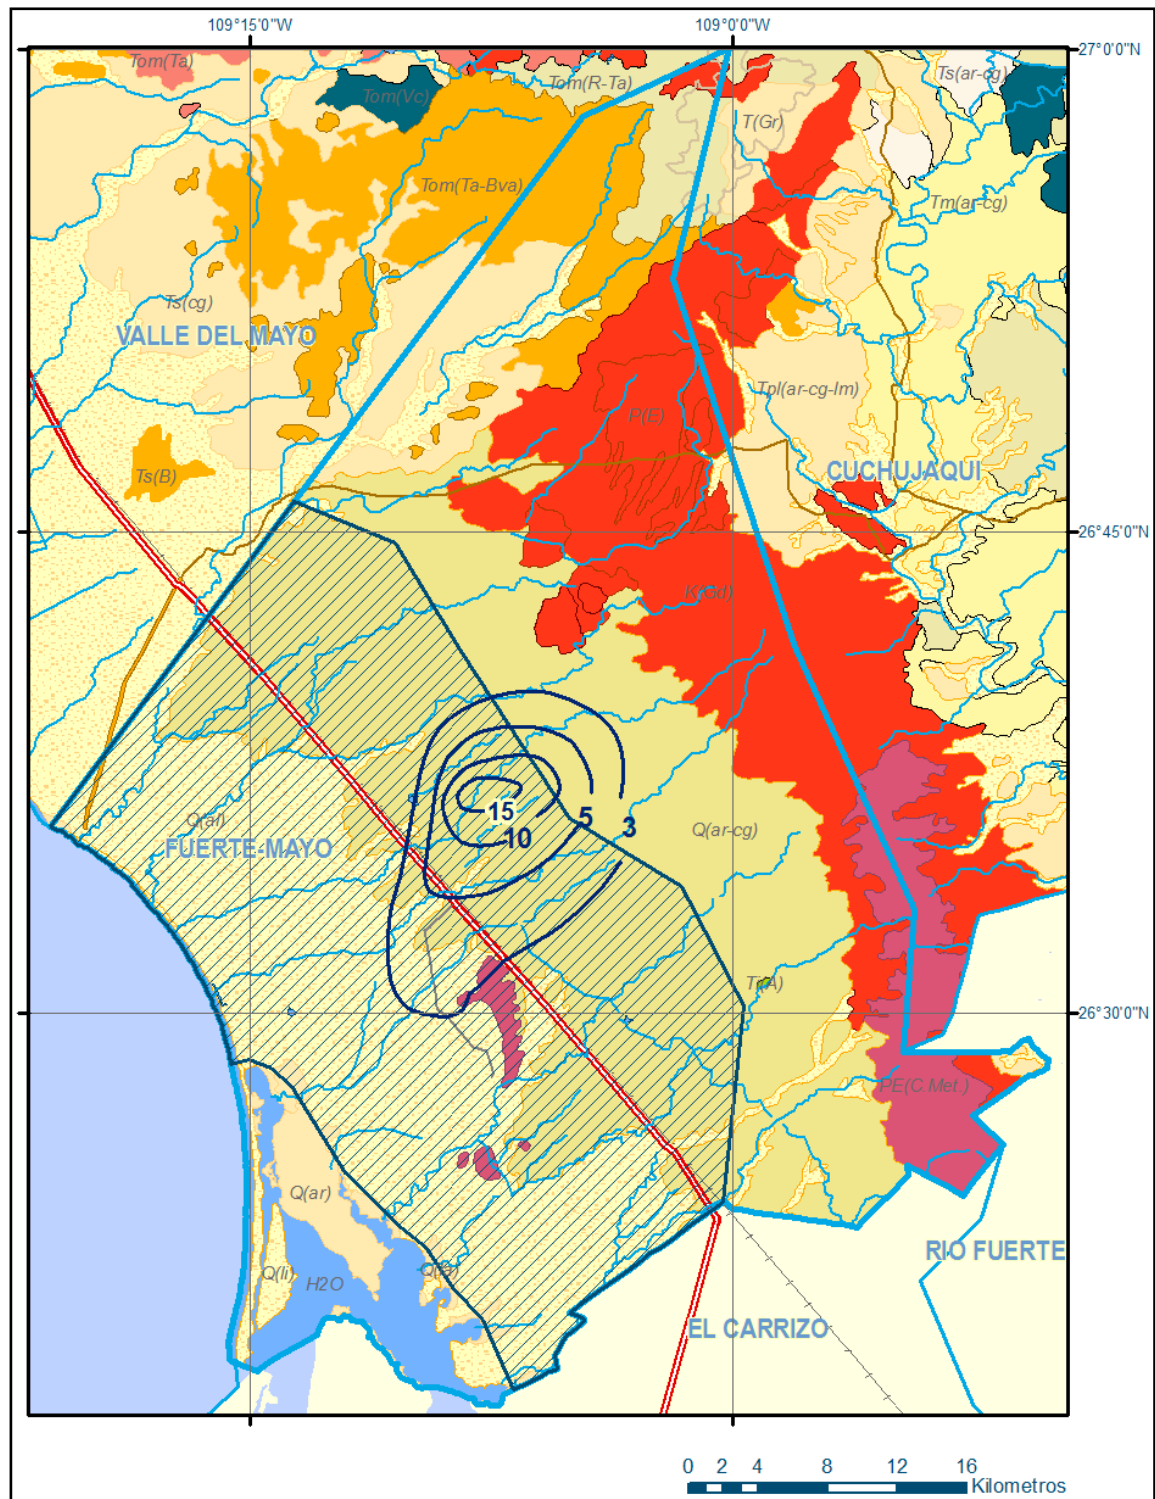 109°15'0"W
109°0'0"W
27°0'0"N
Tom(Ta)
Tom(Vc)
Tom(R-Ta)
Ts(ar-cg)
T(Gr)
Tom(Ta-Bva)
Tm(ar-cg)
Ts(cg)
VALLE DEL MAYO
Tpl(ar-cg-lm)
P(E)
Ts(B)
CUCHUJAQUI
26°45'0"N
K(Gd)
15
5
3
10
Q(al)
Q(ar-cg)
FUERTE-MAYO
Tr(A)
26°30'0"N
PE(C.Met.)
Q(ar)
Q(li)
H2O
RIO FUERTE
EL CARRIZO
0 2 4 8 12 16
Kilometros